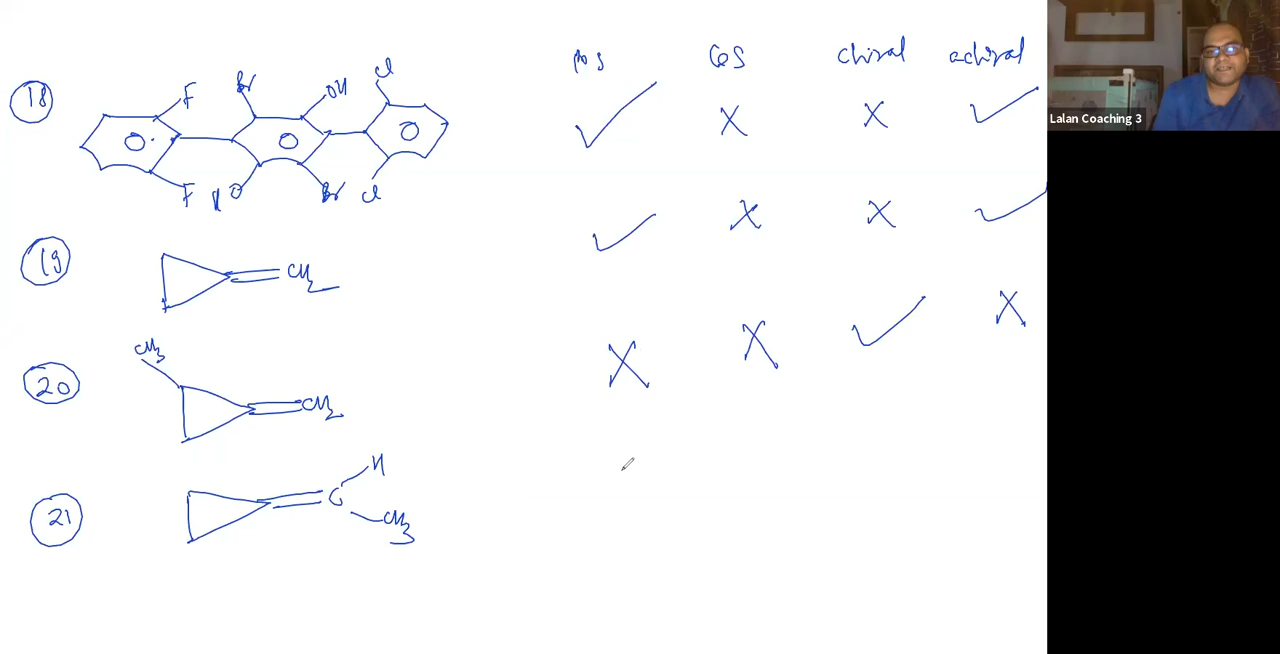 pos cos chiral achiral
18 F Br OH Cl
F HO Br Cl
✓ X X ✓
Lalan Coaching 3
19 CH2
✓ X X ✓
20 CH3 CH2
X X ✓ X
21 C H CH3